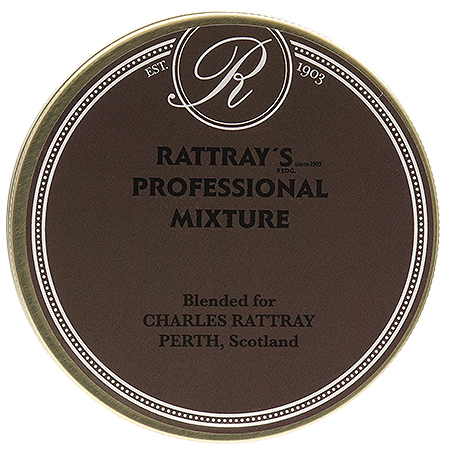 R
EST. 1903
RATTRAY´S since 1903
REDG.
PROFESSIONAL
MIXTURE
Blended for
CHARLES RATTRAY
PERTH, Scotland